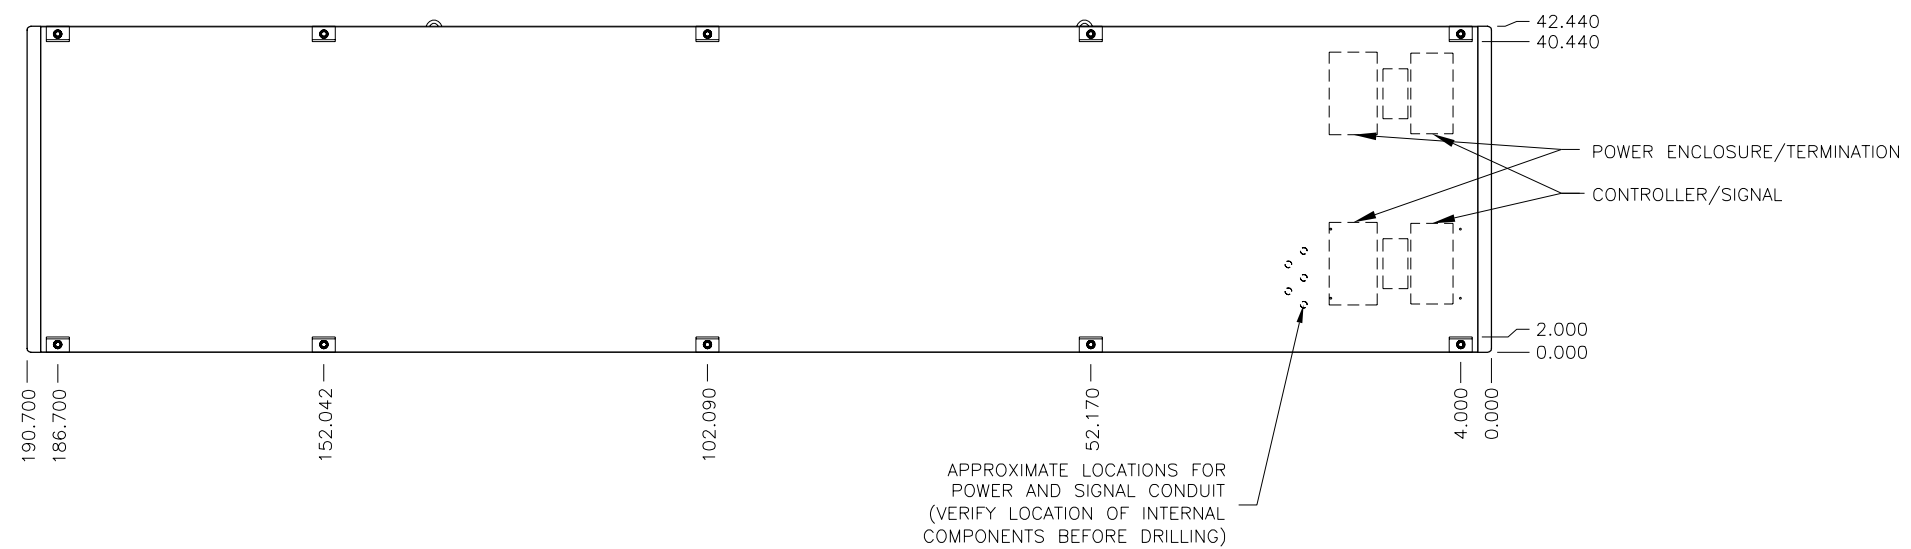 42.440
40.440
POWER ENCLOSURE/TERMINATION
CONTROLLER/SIGNAL
2.000
0.000
190.700
186.700
152.042
102.090
52.170
4.000
0.000
APPROXIMATE LOCATIONS FOR
POWER AND SIGNAL CONDUIT
(VERIFY LOCATION OF INTERNAL
COMPONENTS BEFORE DRILLING)